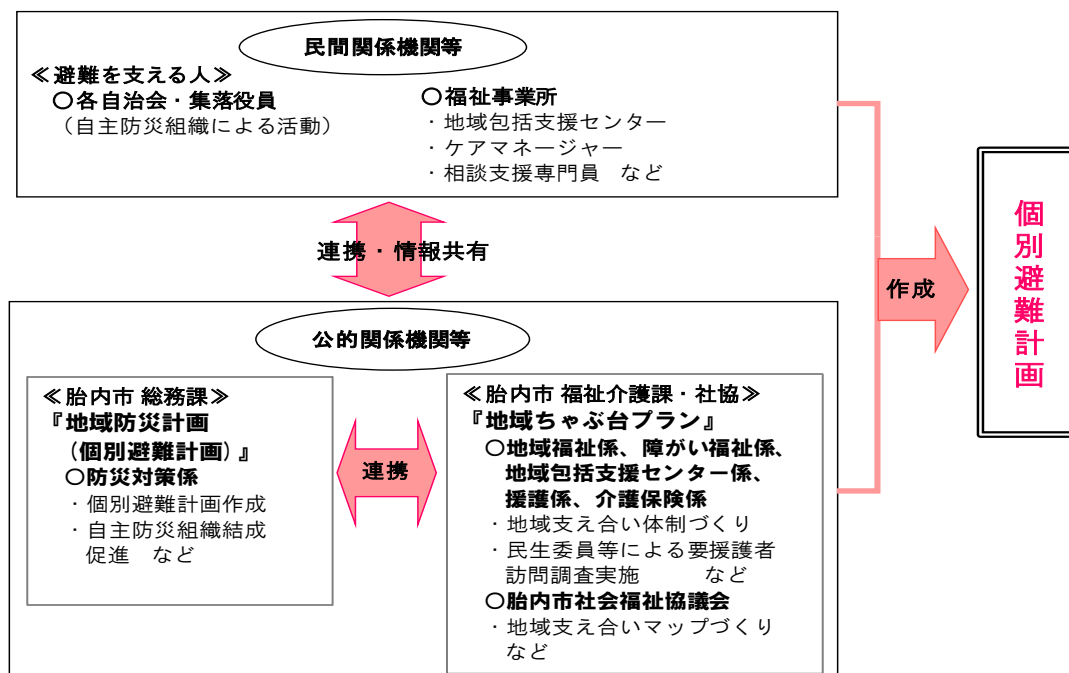 民間関係機関等
≪避難を支える人≫
〇各自治会・集落役員
（自主防災組織による活動）
〇福祉事業所
・地域包括支援センター
・ケアマネージャー
・相談支援専門員　など
連携・情報共有
公的関係機関等
≪胎内市 総務課≫
『地域防災計画
（個別避難計画）』
〇防災対策係
・個別避難計画作成
・自主防災組織結成
促進　など
連携
≪胎内市 福祉介護課・社協≫
『地域ちゃぶ台プラン』
〇地域福祉係、障がい福祉係、
地域包括支援センター係、
援護係、介護保険係
・地域支え合い体制づくり
・民生委員等による要援護者
訪問調査実施　　　など
〇胎内市社会福祉協議会
・地域支え合いマップづくり
など
作成
個別避難計画